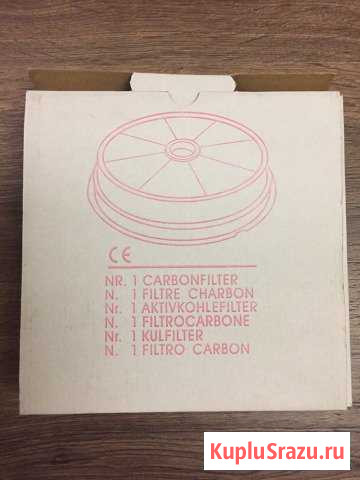 CE
NR. 1 CARBONFILTER
N. 1 FILTRE CHARBON
Nr. 1 AKTIVKOHLEFILTER
N. 1 FILTROCARBONE
Nr. 1 KULFILTER
N. 1 FILTRO CARBON
KupluSrazu.ru